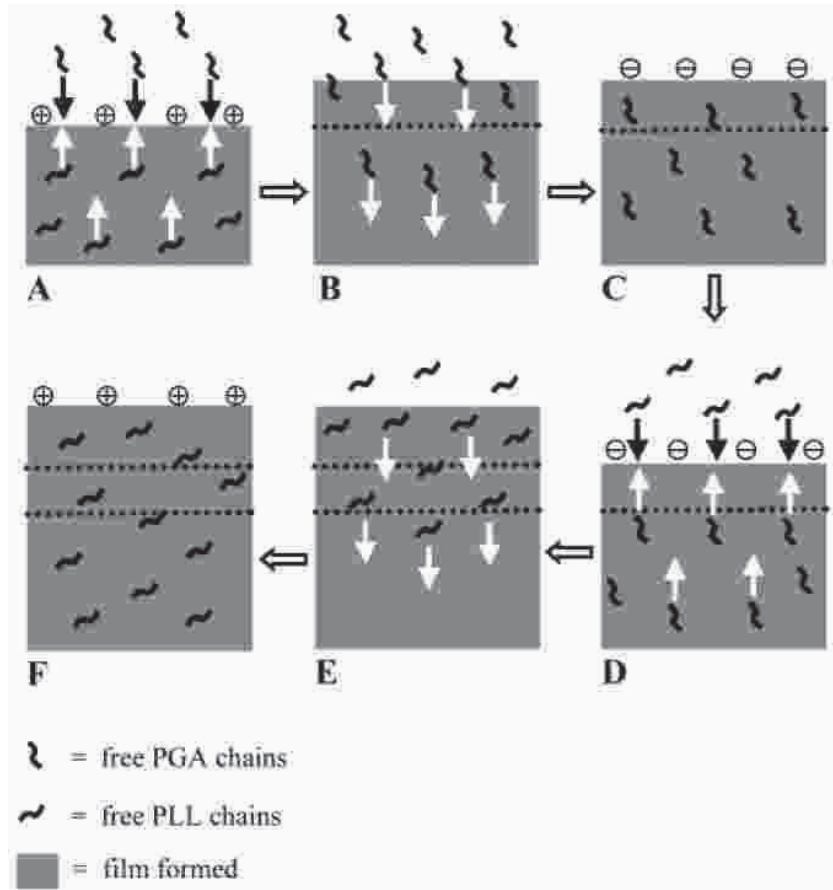 A
B
C
F
E
D
= free PGA chains
= free PLL chains
= film formed